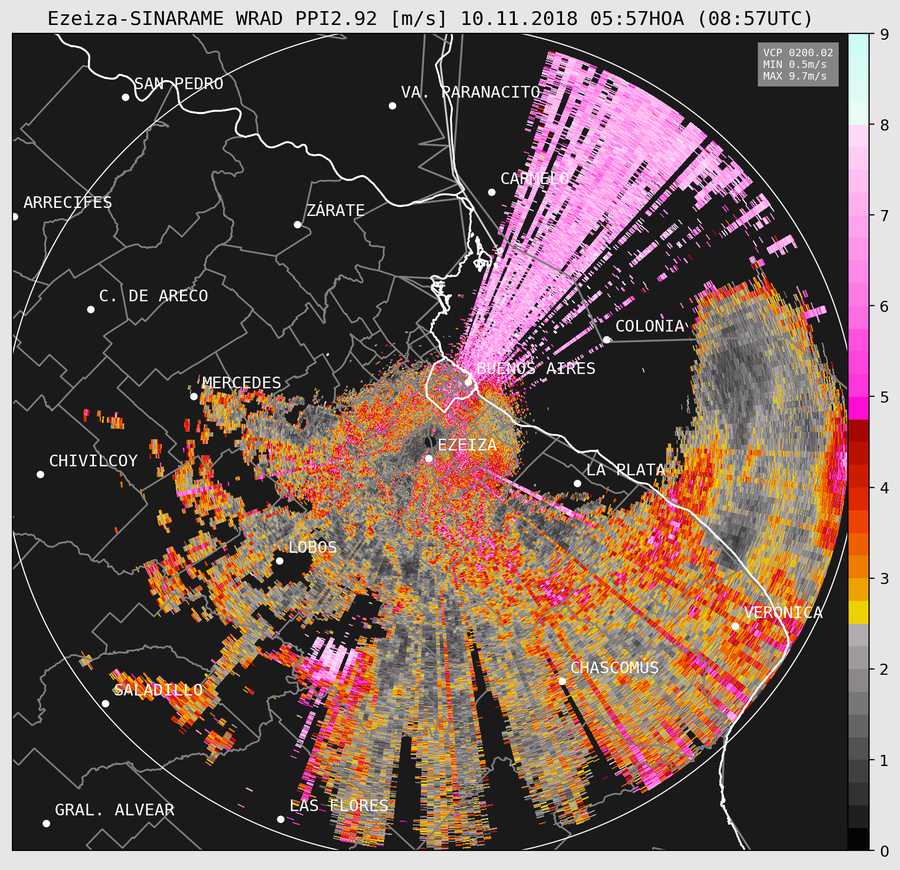 Ezeiza-SINARAME WRAD PPI2.92 [m/s] 10.11.2018 05:57HOA (08:57UTC)
VCP 0200.02
MIN 0.5m/s
MAX 9.7m/s
SAN PEDRO
VA. PARANACITO
CARMELO
ARRECIFES
ZÁRATE
C. DE ARECO
COLONIA
BUENOS AIRES
MERCEDES
EZEIZA
CHIVILCOY
LA PLATA
LOBOS
VERONICA
CHASCOMUS
SALADILLO
LAS FLORES
GRAL. ALVEAR
9
8
7
6
5
4
3
2
1
0